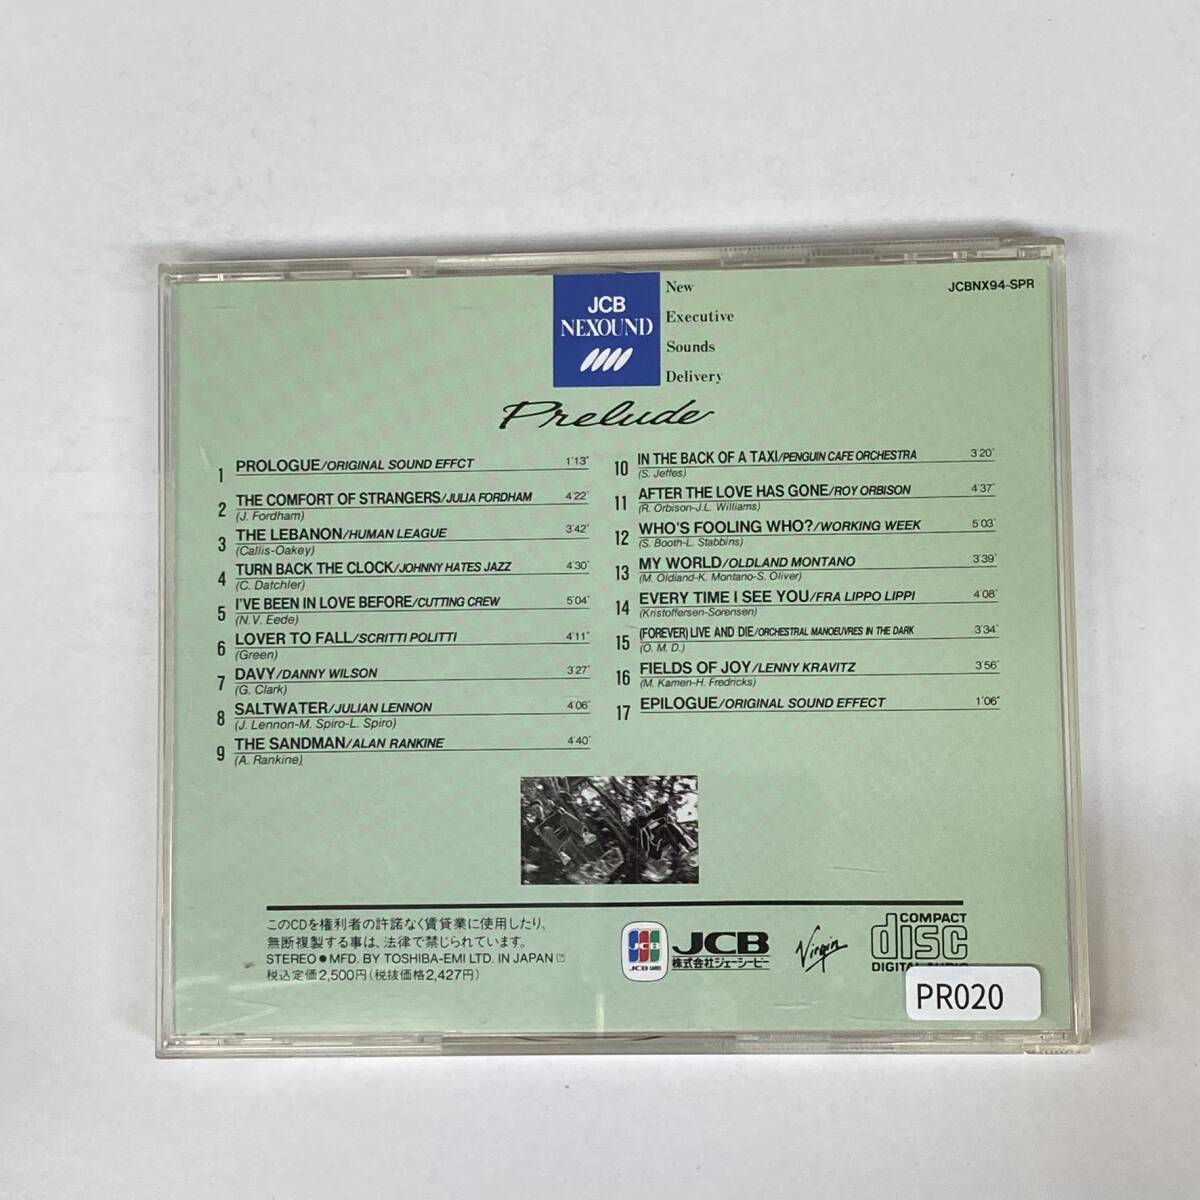 JCB
NEXOUND
New
Executive
Sounds
Delivery
JCBNX94-SPR
Prelude
1 PROLOGUE/ORIGINAL SOUND EFFCT 1'13"
2 THE COMFORT OF STRANGERS/JULIA FORDHAM 4'22"
(J. Fordham)
3 THE LEBANON/HUMAN LEAGUE 3'42"
(Callis-Oakey)
4 TURN BACK THE CLOCK/JOHNNY HATES JAZZ 4'30"
(C. Datchler)
5 I'VE BEEN IN LOVE BEFORE/CUTTING CREW 5'04"
(N.V. Eede)
6 LOVER TO FALL/SCRITTI POLITTI 4'11"
(Green)
7 DAVY/DANNY WILSON 3'27"
(G. Clark)
8 SALTWATER/JULIAN LENNON 4'06"
(J. Lennon-M. Spiro-L. Spiro)
9 THE SANDMAN/ALAN RANKINE 4'40"
(A. Rankine)
10 IN THE BACK OF A TAXI/PENGUIN CAFE ORCHESTRA 3'20"
(S. Jeffes)
11 AFTER THE LOVE HAS GONE/ROY ORBISON 4'37"
(R. Orbison-J.L. Williams)
12 WHO'S FOOLING WHO?/WORKING WEEK 5'03"
(S. Booth-L. Stabbins)
13 MY WORLD/OLDLAND MONTANO 3'39"
(M. Oldland-K. Montano-S. Oliver)
14 EVERY TIME I SEE YOU/FRA LIPPO LIPPI 4'08"
(Kristoffersen-Sorensen)
15 (FOREVER) LIVE AND DIE/ORCHESTRAL MANOEUVRES IN THE DARK 3'34"
(O. M. D.)
16 FIELDS OF JOY/LENNY KRAVITZ 3'56"
(M. Kamen-H. Fredricks)
17 EPILOGUE/ORIGINAL SOUND EFFECT 1'06"
このCDを権利者の許諾なく賃貸業に使用したり、
無断複製する事は、法律で禁じられています。
STEREO ● MFD. BY TOSHIBA-EMI LTD. IN JAPAN
税込定価2,500円(税抜価格2,427円)
JCB
JCB CARDS
JCB
株式会社ジェーシービー
Virgin
COMPACT
disc
DIGITAL AUDIO
PR020